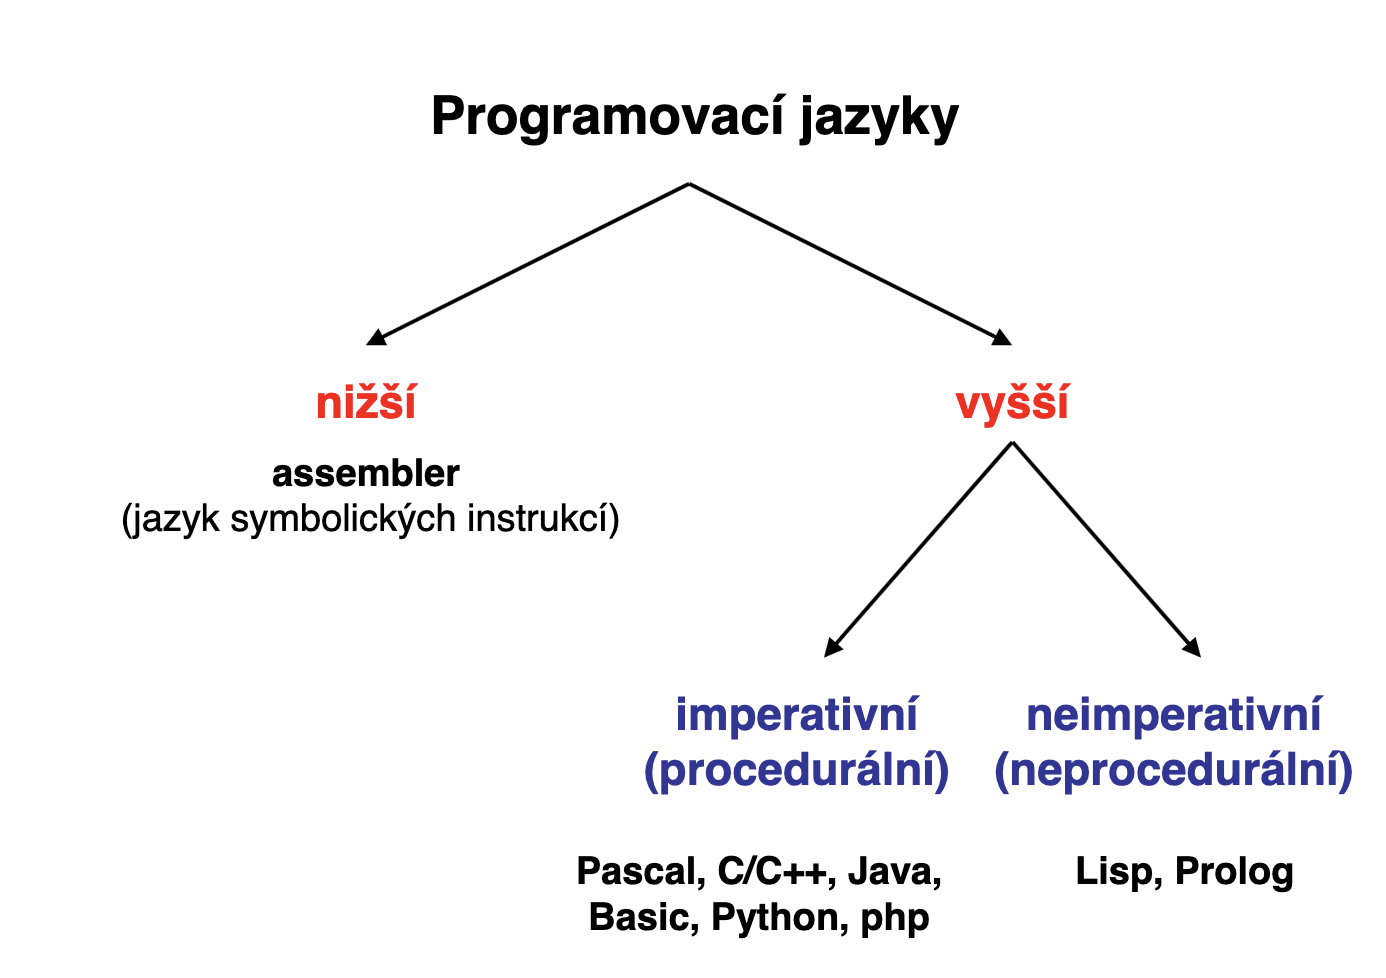 Programovací jazyky
nižší
assembler
(jazyk symbolických instrukcí)
vyšší
imperativní
(procedurální)
Pascal, C/C++, Java,
Basic, Python, php
neimperativní
(neprocedurální)
Lisp, Prolog